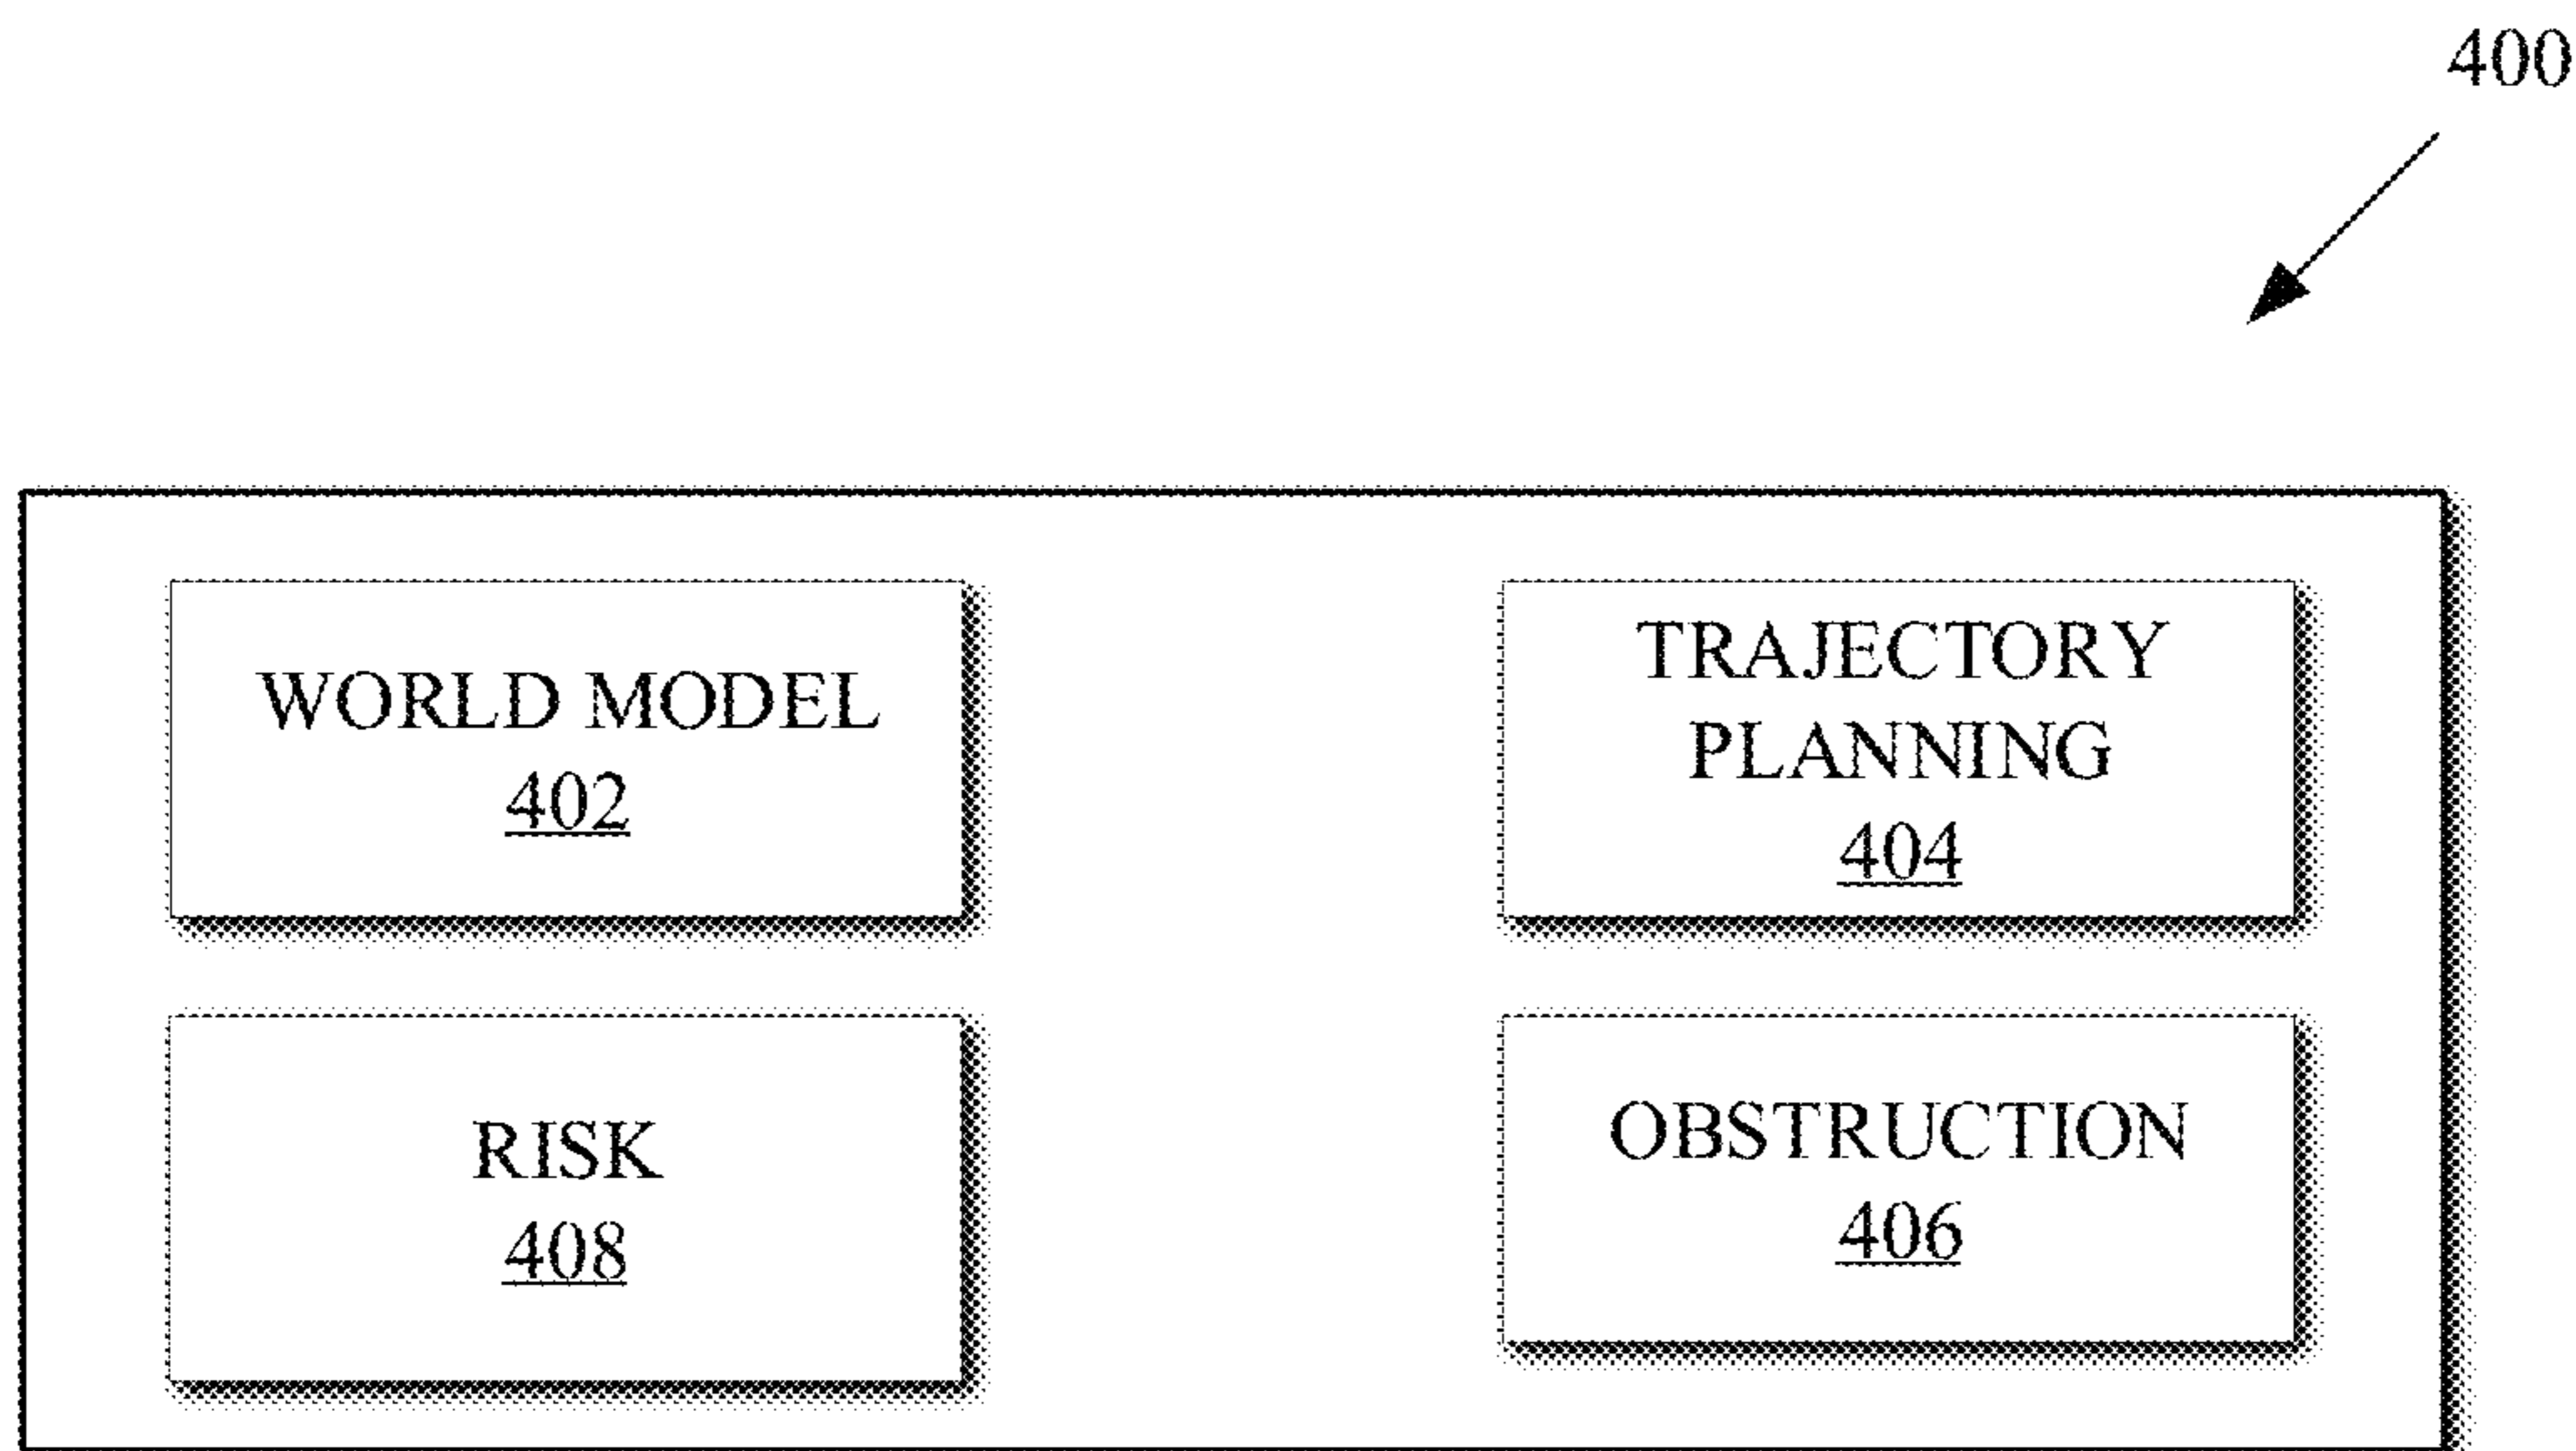 400
WORLD MODEL
402
TRAJECTORY
PLANNING
404
RISK
408
OBSTRUCTION
406